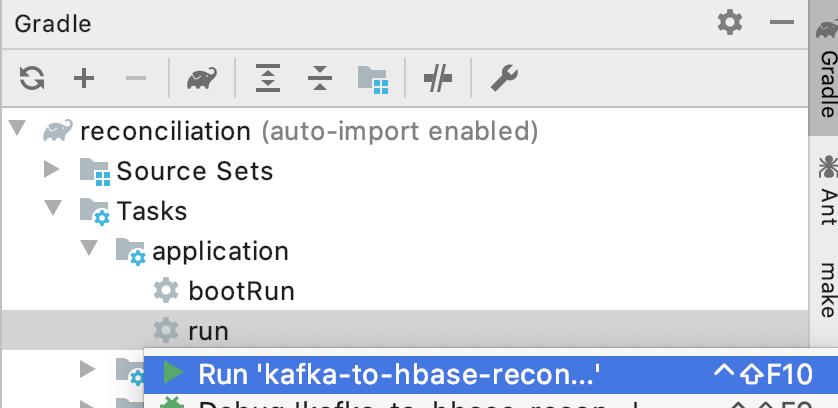 Gradle
reconciliation (auto-import enabled)
Source Sets
Tasks
application
bootRun
run
Run 'kafka-to-hbase-recon...' ^⇧F10
Gradle
Ant
make